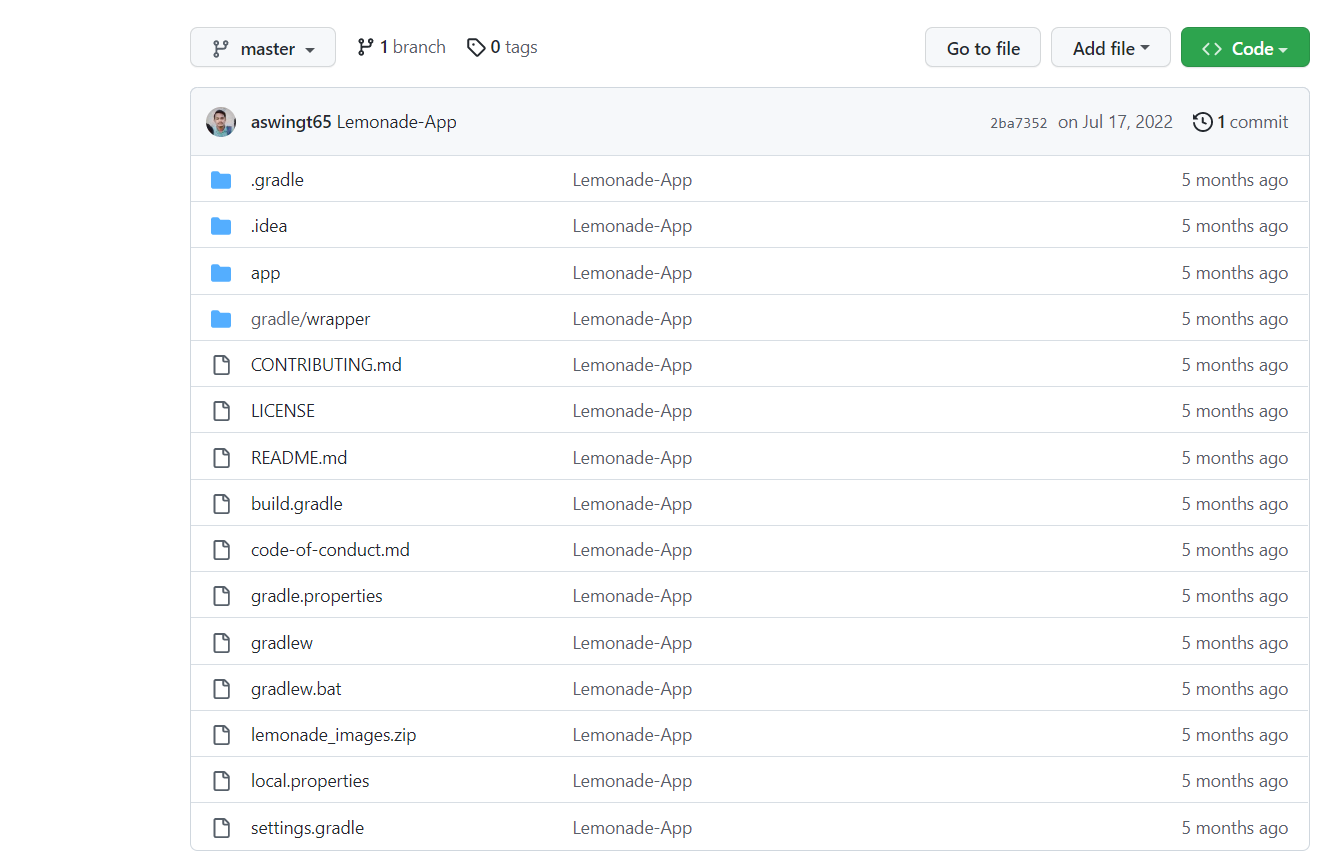 master 1 branch 0 tags Go to file Add file Code
aswingt65 Lemonade-App 2ba7352 on Jul 17, 2022 1 commit
.gradle Lemonade-App 5 months ago
.idea Lemonade-App 5 months ago
app Lemonade-App 5 months ago
gradle/wrapper Lemonade-App 5 months ago
CONTRIBUTING.md Lemonade-App 5 months ago
LICENSE Lemonade-App 5 months ago
README.md Lemonade-App 5 months ago
build.gradle Lemonade-App 5 months ago
code-of-conduct.md Lemonade-App 5 months ago
gradle.properties Lemonade-App 5 months ago
gradlew Lemonade-App 5 months ago
gradlew.bat Lemonade-App 5 months ago
lemonade_images.zip Lemonade-App 5 months ago
local.properties Lemonade-App 5 months ago
settings.gradle Lemonade-App 5 months ago